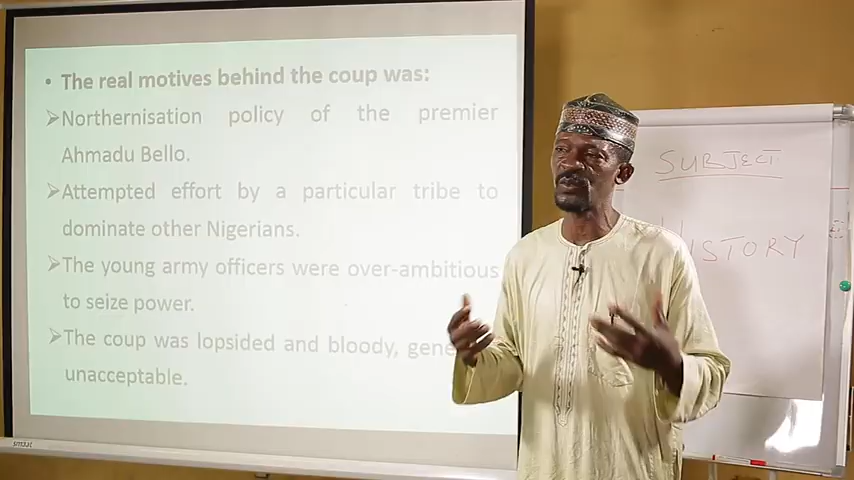 • The real motives behind the coup was:
➢Northernisation policy of the premier
Ahmadu Bello.
➢Attempted effort by a particular tribe to
dominate other Nigerians.
➢The young army officers were over-ambitious
to seize power.
➢The coup was lopsided and bloody,
unacceptable.
SUBJECT
HISTORY